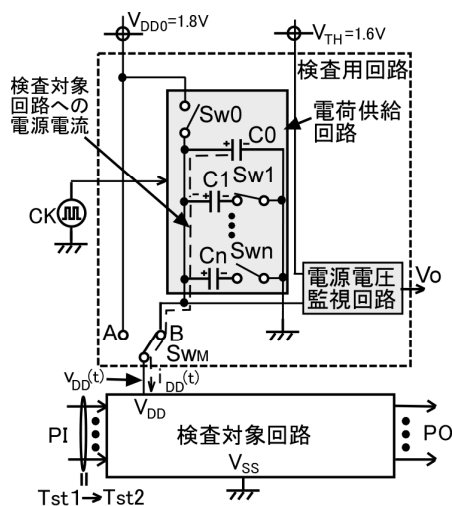 VDD0=1.8V
VTH=1.6V
検査用回路
検査対象
回路への
電源電流
電荷供給
回路
Sw0
C0
+ -
C1
Sw1
+ -
Cn
Swn
+ -
CK
電源電圧
監視回路
Vo
A
B
SwM
vDD(t)
iDD(t)
VDD
PI
検査対象回路
PO
VSS
Tst1→Tst2